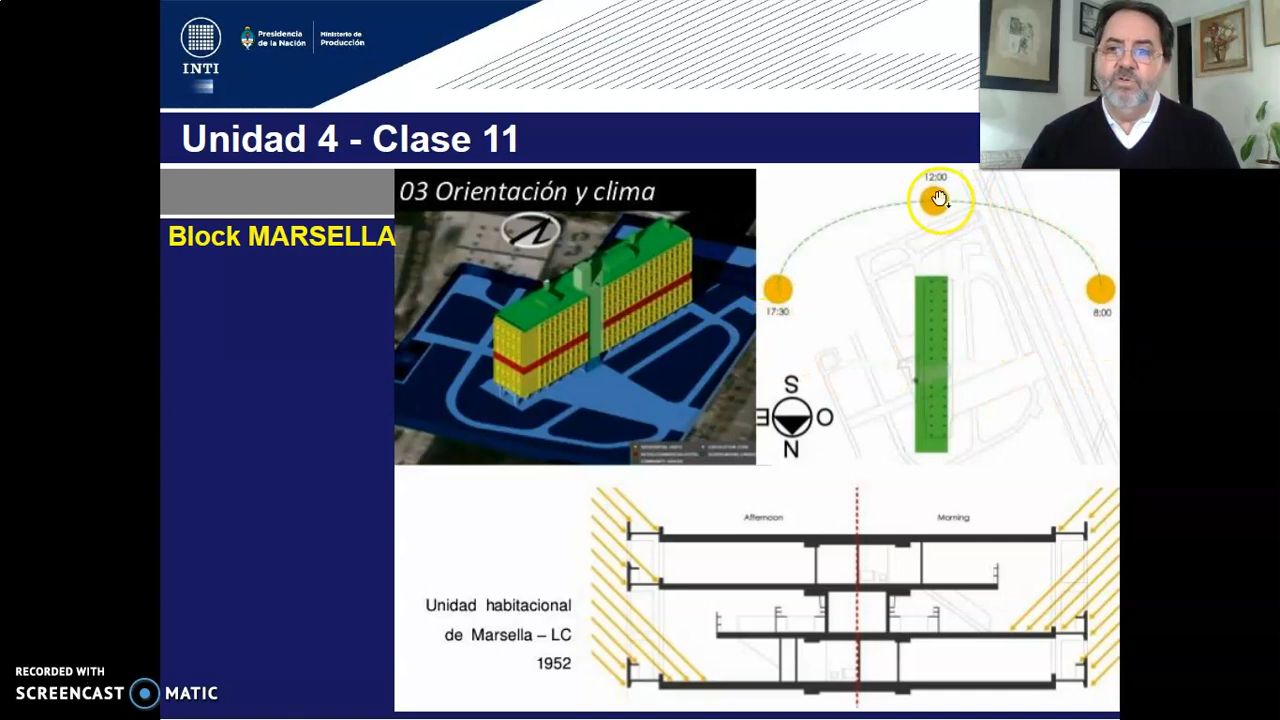 INTI
Presidencia
de la Nación
Ministerio de
Producción
Unidad 4 - Clase 11
Block MARSELLA
03 Orientación y clima
12:00
17:30
8:00
S
E
O
N
Afternoon
Morning
Unidad habitacional
de Marsella – LC
1952
RECORDED WITH
SCREENCAST
MATIC